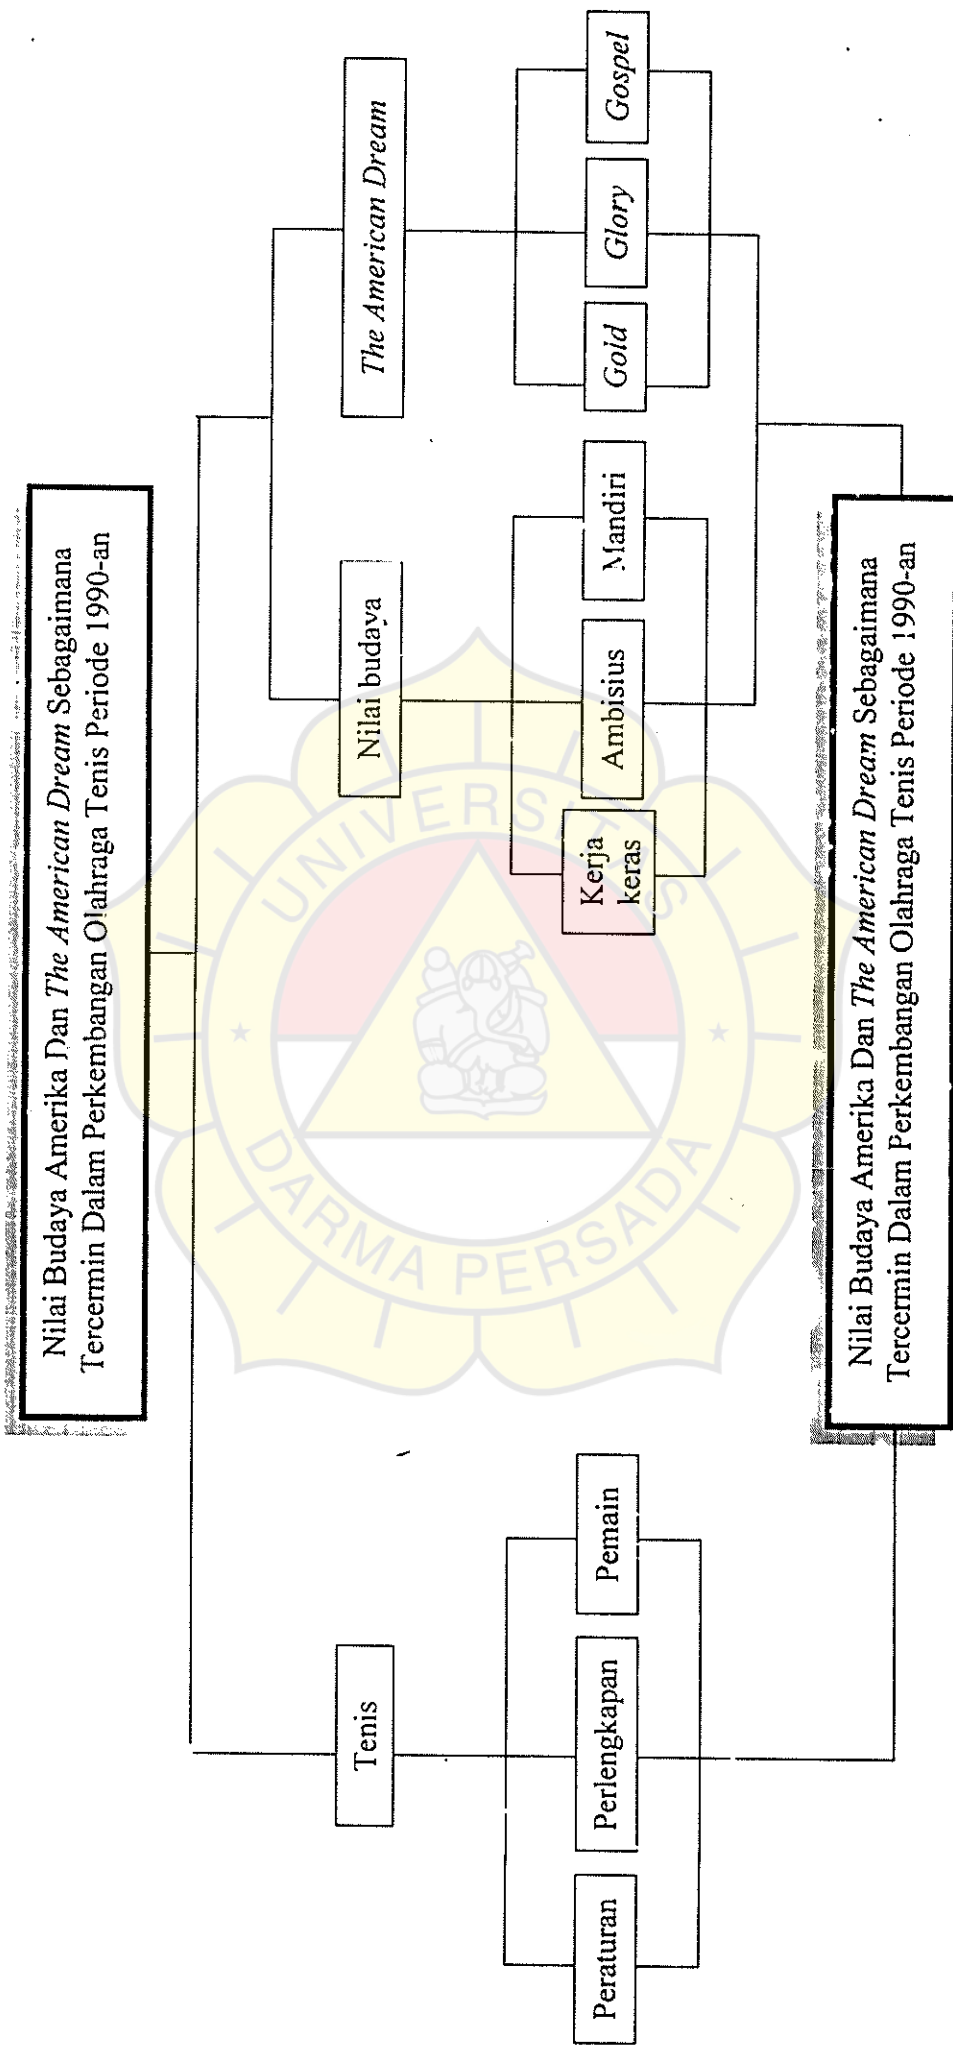 Nilai Budaya Amerika Dan The American Dream Sebagaimana
Tercermin Dalam Perkembangan Olahraga Tenis Periode 1990-an
Tenis
Nilai budaya
The American Dream
Peraturan
Perlengkapan
Pemain
Kerja
keras
Ambisius
Mandiri
Gold
Glory
Gospel
Nilai Budaya Amerika Dan The American Dream Sebagaimana
Tercermin Dalam Perkembangan Olahraga Tenis Periode 1990-an
UNIVERSITAS
DARMA PERSADA